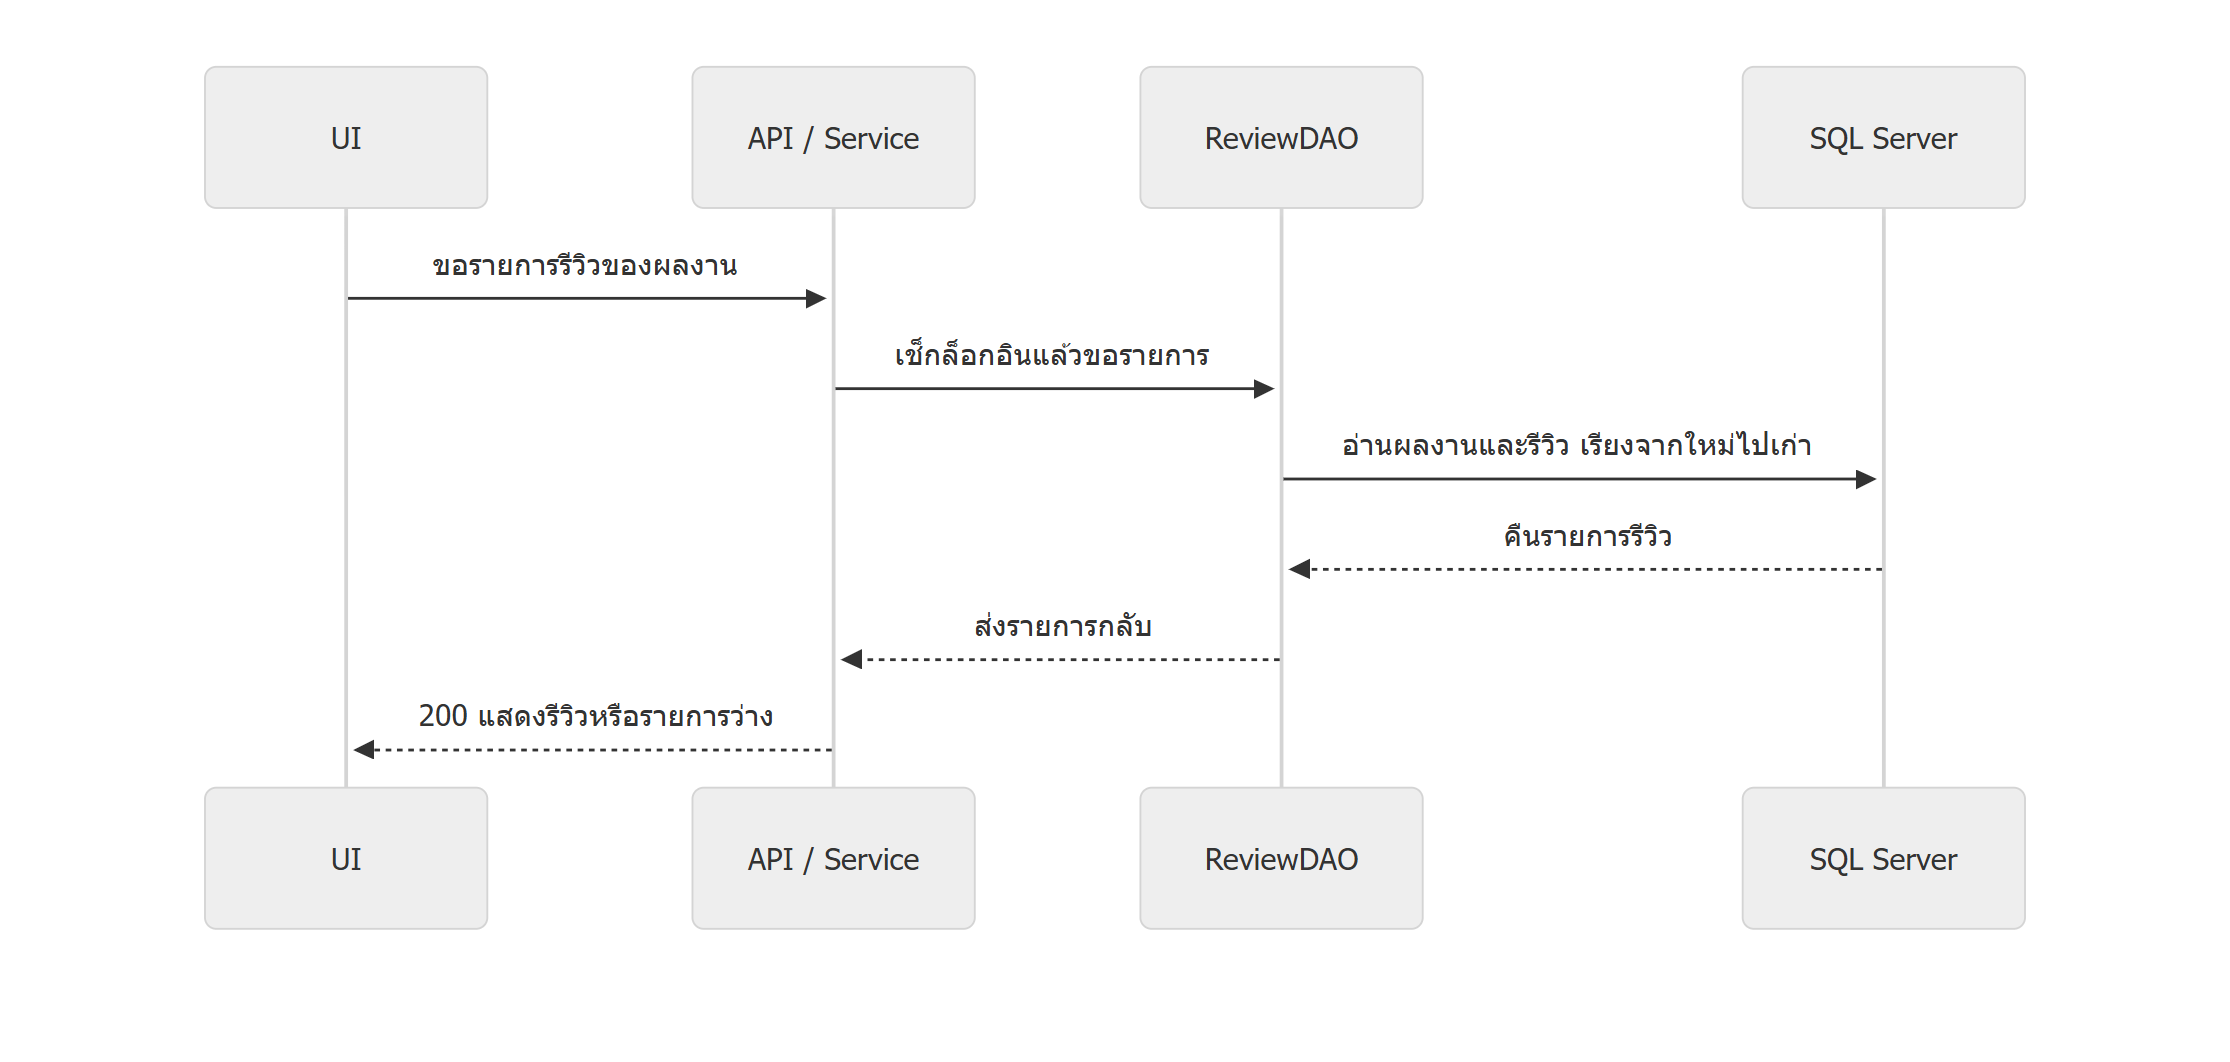 UI
API / Service
ReviewDAO
SQL Server
ขอรายการรีวิวของผลงาน
เช็กล็อกอินแล้วขอรายการ
อ่านผลงานและรีวิว เรียงจากใหม่ไปเก่า
คืนรายการรีวิว
ส่งรายการกลับ
200 แสดงรีวิวหรือรายการว่าง
UI
API / Service
ReviewDAO
SQL Server